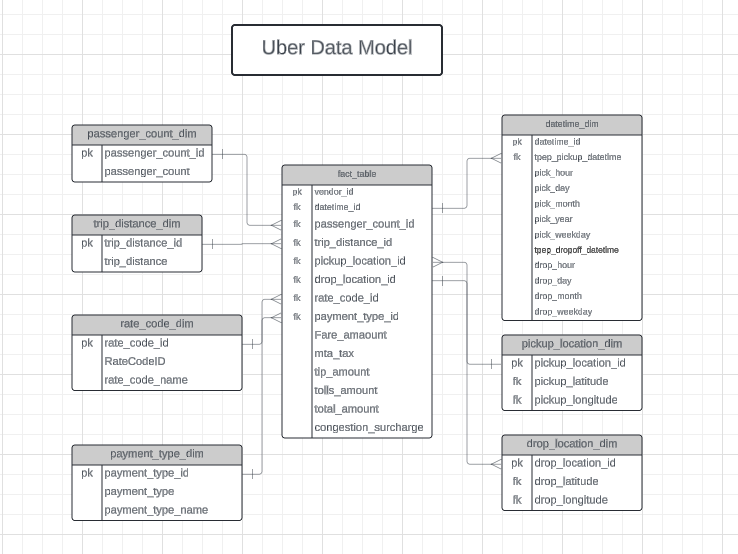 Uber Data Model
passenger_count_dim
pk passenger_count_id
passenger_count
trip_distance_dim
pk trip_distance_id
trip_distance
rate_code_dim
pk rate_code_id
RateCodeID
rate_code_name
payment_type_dim
pk payment_type_id
payment_type
payment_type_name
fact_table
pk vendor_id
fk datetime_id
fk passenger_count_id
fk trip_distance_id
fk pickup_location_id
fk drop_location_id
fk rate_code_id
fk payment_type_id
Fare_amaount
mta_tax
tip_amount
tolls_amount
total_amount
congestion_surcharge
datetime_dim
pk datetime_id
fk tpep_pickup_datetime
pick_hour
pick_day
pick_month
pick_year
pick_weekday
tpep_dropoff_datetime
drop_hour
drop_day
drop_month
drop_weekday
pickup_location_dim
pk pickup_location_id
fk pickup_latitude
fk pickup_longitude
drop_location_dim
pk drop_location_id
fk drop_latitude
fk drop_longitude